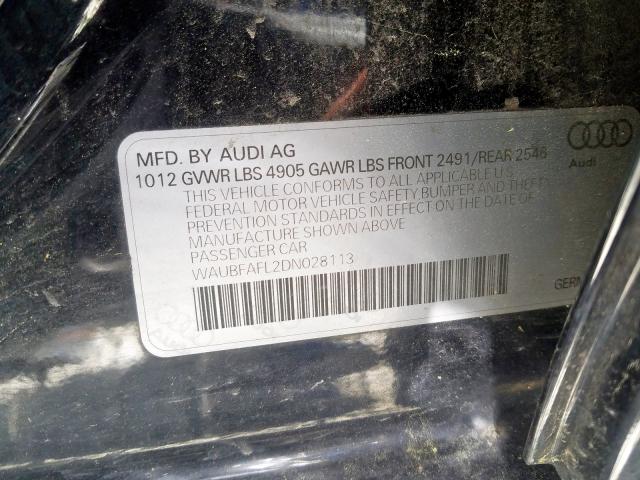 MFD. BY AUDI AG
1012 GVWR LBS 4905 GAWR LBS FRONT 2491/REAR 2546
THIS VEHICLE CONFORMS TO ALL APPLICABLE U.S.
FEDERAL MOTOR VEHICLE SAFETY BUMPER AND THEFT
PREVENTION STANDARDS IN EFFECT ON THE DATE OF
MANUFACTURE SHOWN ABOVE
PASSENGER CAR
WAUBFAFL2DN028113
Audi
GERM